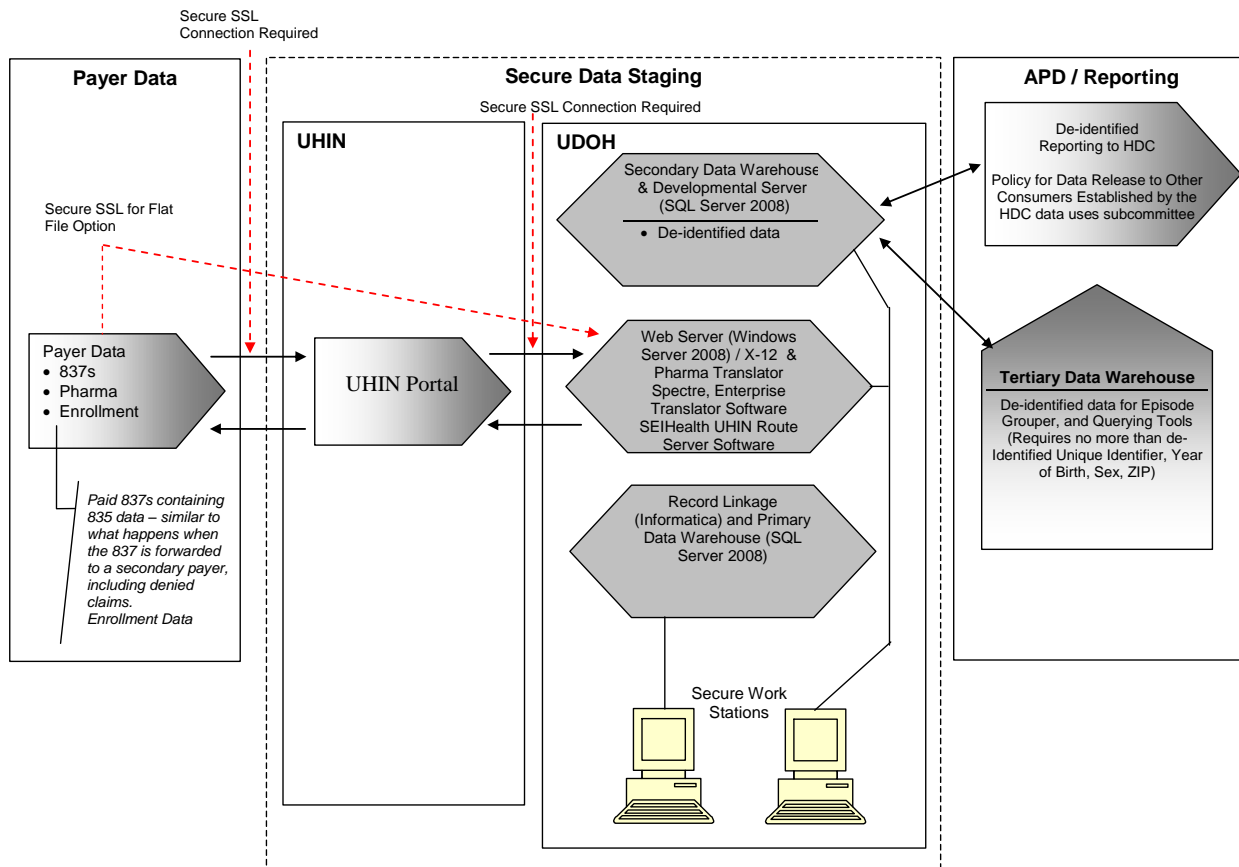 Secure SSL
Connection Required
Payer Data
Secure SSL for Flat
File Option
Payer Data
• 837s
• Pharma
• Enrollment
Paid 837s containing
835 data – similar to
what happens when
the 837 is forwarded
to a secondary payer,
including denied
claims.
Enrollment Data
Secure Data Staging
Secure SSL Connection Required
UHIN
UHIN Portal
UDOH
Secondary Data Warehouse
& Developmental Server
(SQL Server 2008)
• De-identified data
Web Server (Windows
Server 2008) / X-12 &
Pharma Translator
Spectre, Enterprise
Translator Software
SEIHealth UHIN Route
Server Software
Record Linkage
(Informatica) and Primary
Data Warehouse (SQL
Server 2008)
Secure Work
Stations
APD / Reporting
De-identified
Reporting to HDC
Policy for Data Release to Other
Consumers Established by the
HDC data uses subcommittee
Tertiary Data Warehouse
De-identified data for Episode
Grouper, and Querying Tools
(Requires no more than de-
Identified Unique Identifier, Year
of Birth, Sex, ZIP)